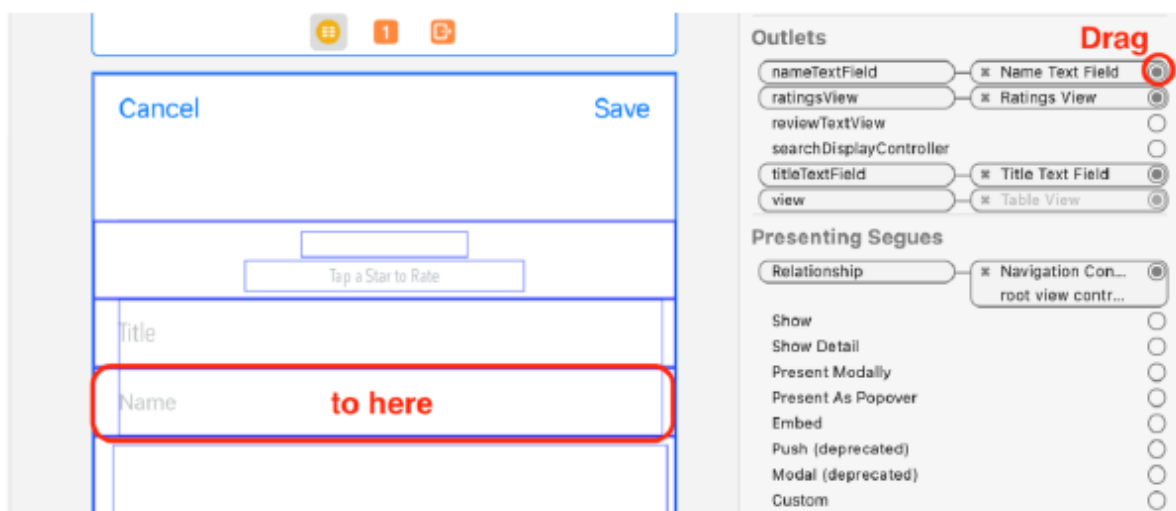 1
Cancel
Save
Tap a Star to Rate
Title
Name
to here
Outlets
Drag
nameTextField
Name Text Field
ratingsView
Ratings View
reviewTextView
searchDisplayController
titleTextField
Title Text Field
view
Table View
Presenting Segues
Relationship
Navigation Con...
root view contr...
Show
Show Detail
Present Modally
Present As Popover
Embed
Push (deprecated)
Modal (deprecated)
Custom